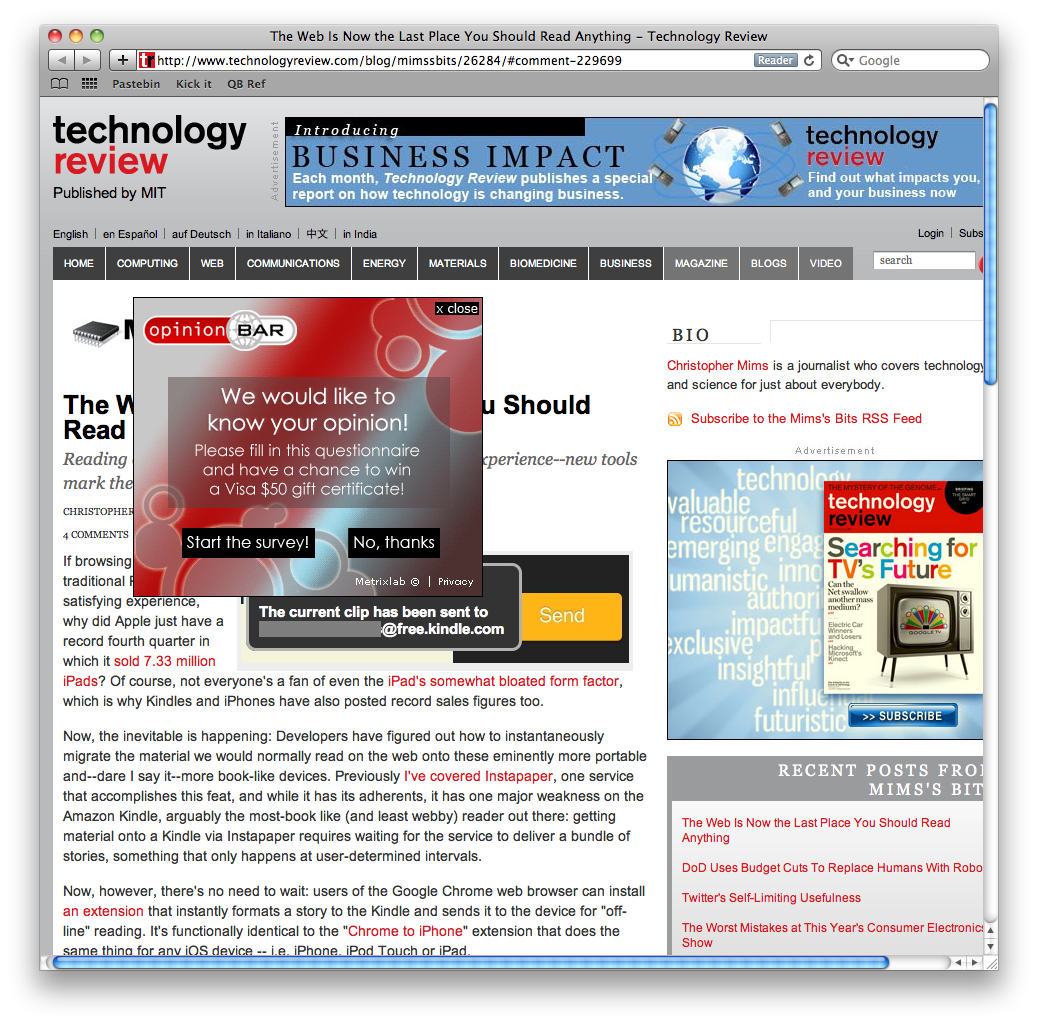 The Web Is Now the Last Place You Should Read Anything – Technology Review
http://www.technologyreview.com/blog/mimssbits/26284/#comment-229699
Reader
Google
Pastebin Kick it QB Ref
technology
review
Published by MIT
Advertisement
Introducing
BUSINESS IMPACT
Each month, Technology Review publishes a special
report on how technology is changing business.
technology
review
Find out what impacts you,
and your business now
English | en Español | auf Deutsch | in Italiano | 中文 | in India
Login | Subs
HOME COMPUTING WEB COMMUNICATIONS ENERGY MATERIALS BIOMEDICINE BUSINESS MAGAZINE BLOGS VIDEO
search
M
x close
opinion BAR
We would like to
know your opinion!
Please fill in this questionnaire
and have a chance to win
a Visa $50 gift certificate!
Start the survey!
No, thanks
Metrixlab © | Privacy
The W
u Should
Read
Reading
xperience--new tools
mark the
CHRISTOPHER
4 COMMENTS
The current clip has been sent to
@free.kindle.com
Send
If browsing
traditional
satisfying experience,
why did Apple just have a
record fourth quarter in
which it sold 7.33 million
iPads? Of course, not everyone's a fan of even the iPad's somewhat bloated form factor,
which is why Kindles and iPhones have also posted record sales figures too.
Now, the inevitable is happening: Developers have figured out how to instantaneously
migrate the material we would normally read on the web onto these eminently more portable
and--dare I say it--more book-like devices. Previously I've covered Instapaper, one service
that accomplishes this feat, and while it has its adherents, it has one major weakness on the
Amazon Kindle, arguably the most-book like (and least webby) reader out there: getting
material onto a Kindle via Instapaper requires waiting for the service to deliver a bundle of
stories, something that only happens at user-determined intervals.
Now, however, there's no need to wait: users of the Google Chrome web browser can install
an extension that instantly formats a story to the Kindle and sends it to the device for "off-
line" reading. It's functionally identical to the "Chrome to iPhone" extension that does the
same thing for any iOS device -- i.e. iPhone, iPod Touch or iPad.
BIO
Christopher Mims is a journalist who covers technology
and science for just about everybody.
Subscribe to the Mims's Bits RSS Feed
Advertisement
technology
valuable
resourceful
emerging engag
umanistic inno
author
impactfu
exclusive
insightful
influential
futuristic
THE MYSTERY OF THE GENOME...
BRIEFING
THE SMART
GRID
technology
review
Searching for
TV's Future
Can the
Net swallow
another mass
medium?
Electric Car
Winners
and Losers
Hacking
Microsoft's
Kinect
GOOGLE TV
>> SUBSCRIBE
RECENT POSTS FRO
MIMS'S BIT
The Web Is Now the Last Place You Should Read
Anything
DoD Uses Budget Cuts To Replace Humans With Robo
Twitter's Self-Limiting Usefulness
The Worst Mistakes at This Year's Consumer Electronics
Show